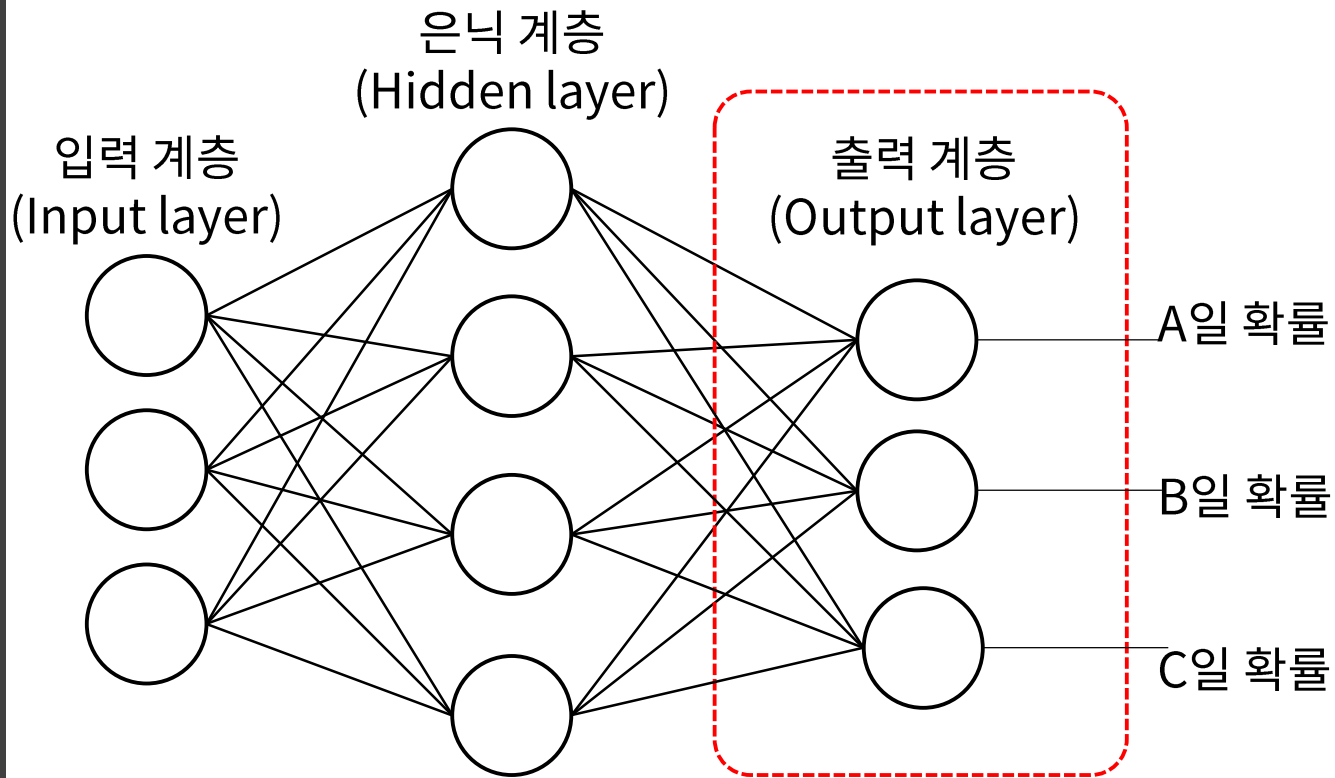 은닉 계층
(Hidden layer)
입력 계층
(Input layer)
출력 계층
(Output layer)
A일 확률
B일 확률
C일 확률